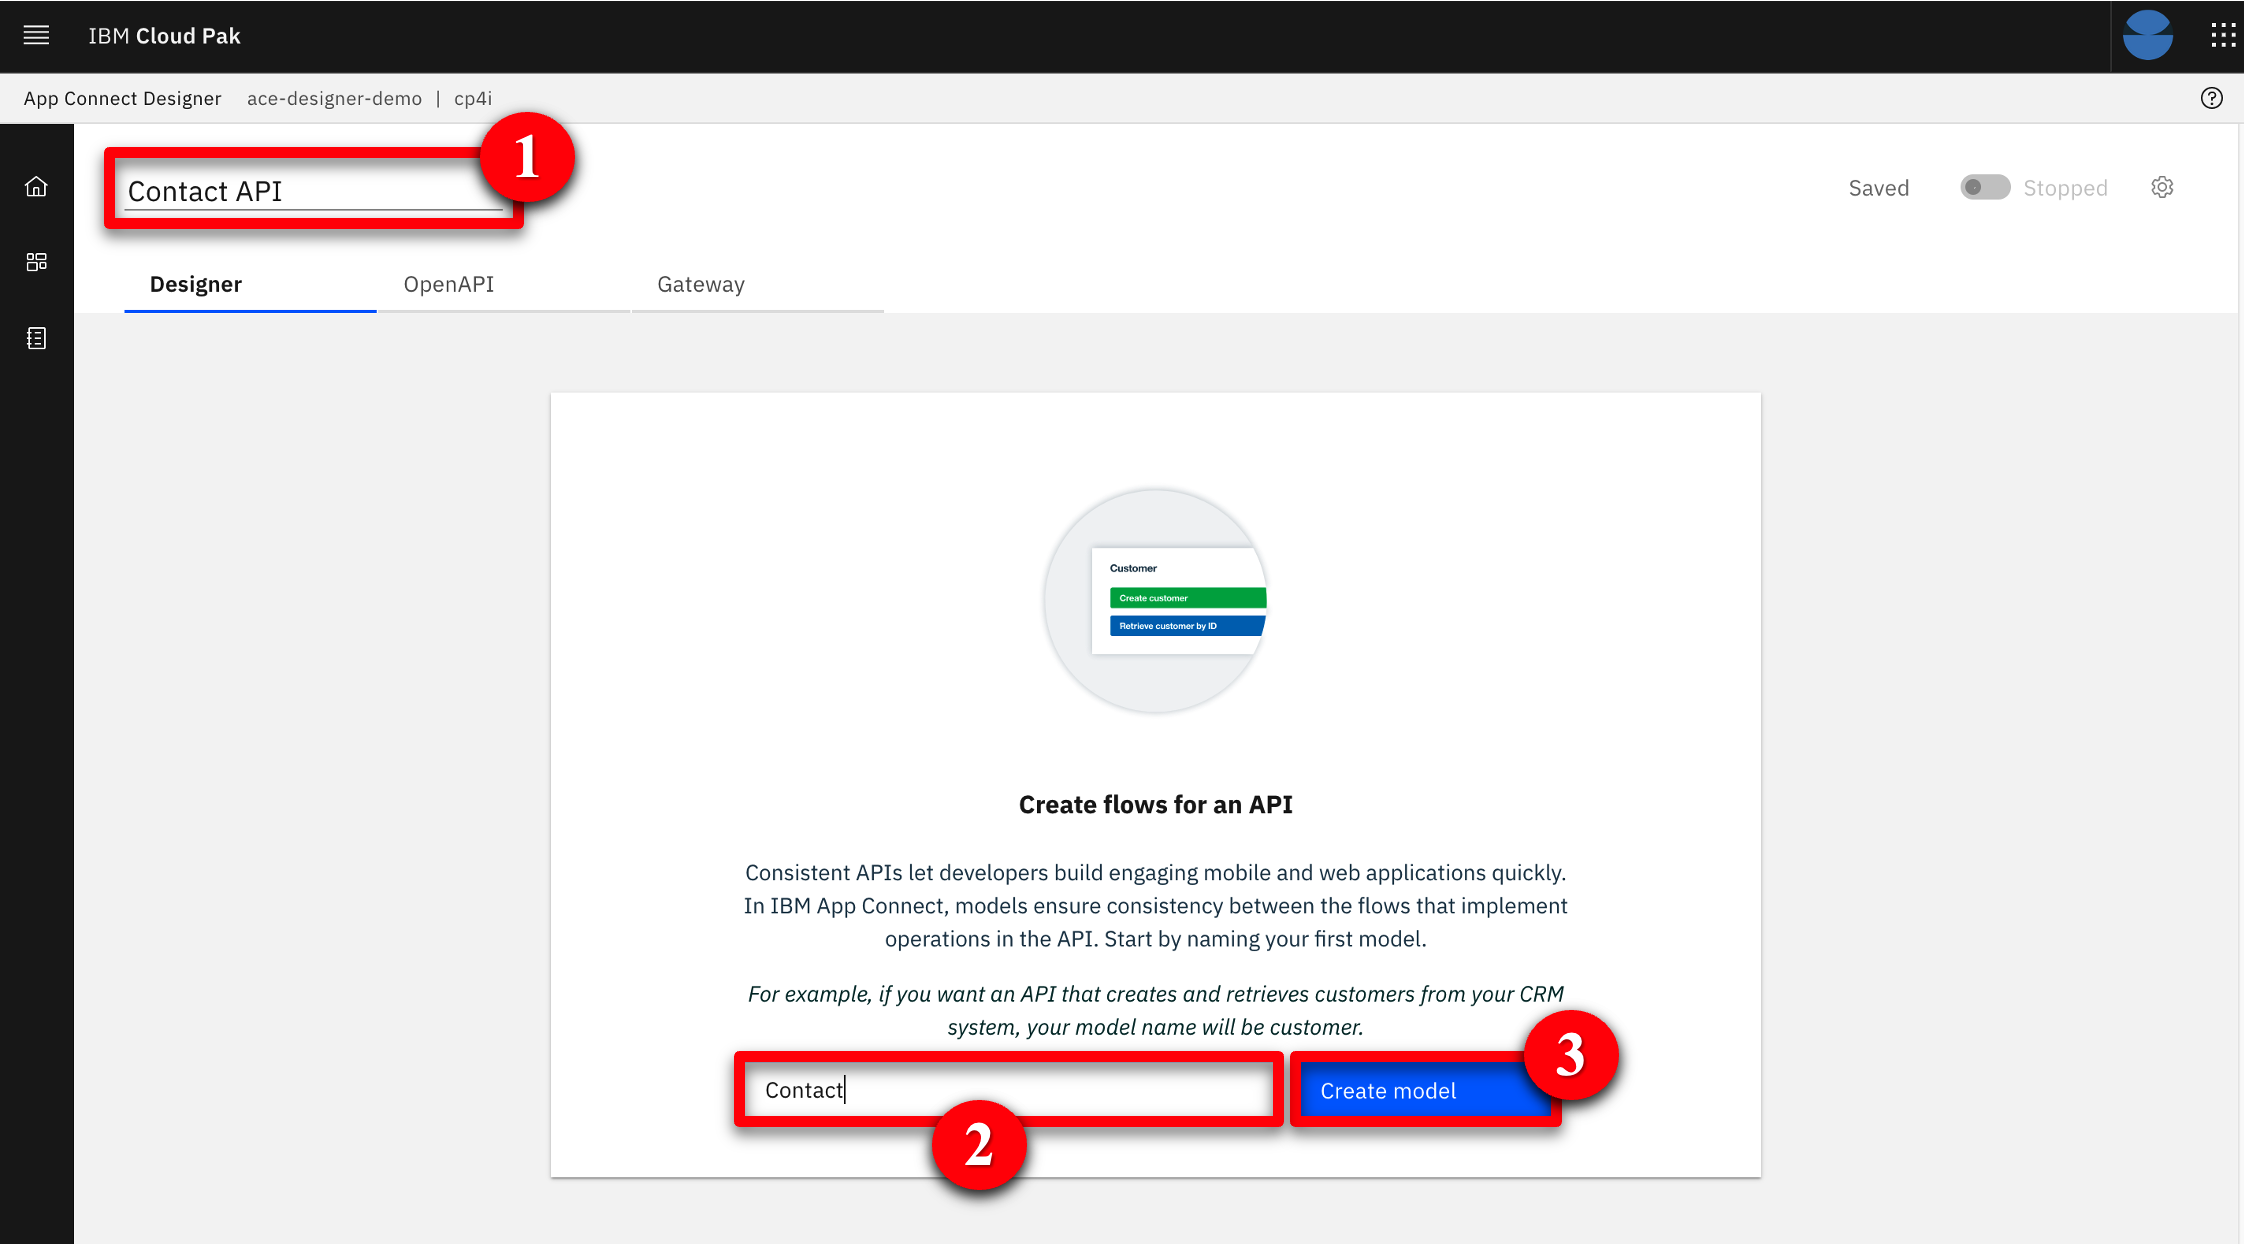 IBM Cloud Pak
App Connect Designer ace-designer-demo | cp4i
1
Contact API
Saved Stopped
Designer OpenAPI Gateway
Customer
Create customer
Retrieve customer by ID
Create flows for an API
Consistent APIs let developers build engaging mobile and web applications quickly.
In IBM App Connect, models ensure consistency between the flows that implement
operations in the API. Start by naming your first model.
For example, if you want an API that creates and retrieves customers from your CRM
system, your model name will be customer.
3
Contact Create model
2